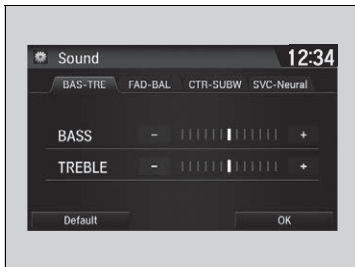 Sound 12:34
BAS-TRE FAD-BAL CTR-SUBW SVC-Neural
BASS - +
TREBLE - +
Default OK